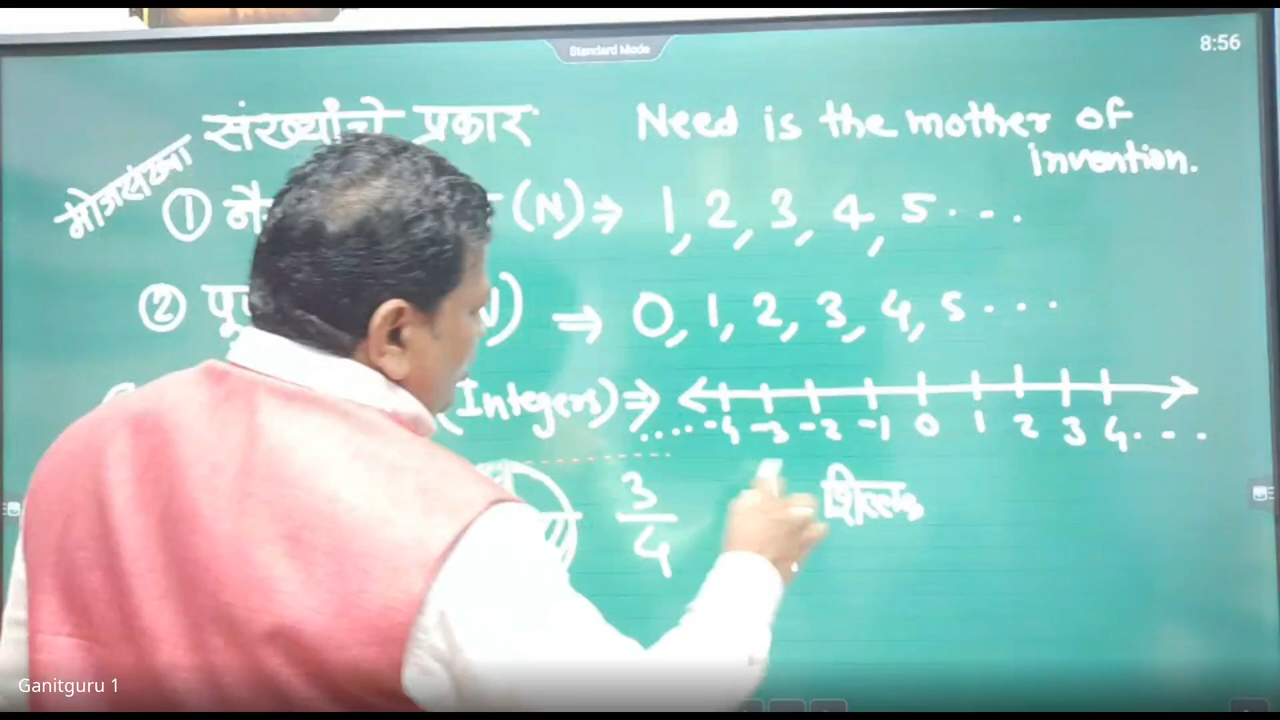 Standard Mode
8:56
संख्यांचे प्रकार Need is the mother of
invention.
मोजसंख्या
① नै (N) ⇒ 1, 2, 3, 4, 5 . . .
② पू ) ⇒ 0, 1, 2, 3, 4, 5 . . .
(Integers) ⇒
.... -4 -3 -2 -1 0 1 2 3 4 . . .
3/4 शिल्लक
Ganitguru 1